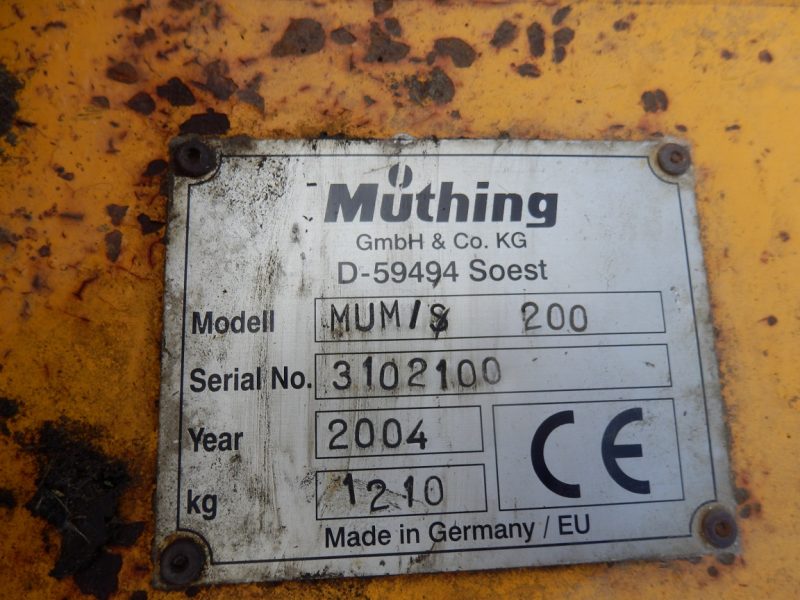 Müthing
GmbH & Co. KG
D-59494 Soest
Modell MUM/S 200
Serial No. 3102100
Year 2004
kg 1210
CE
Made in Germany / EU